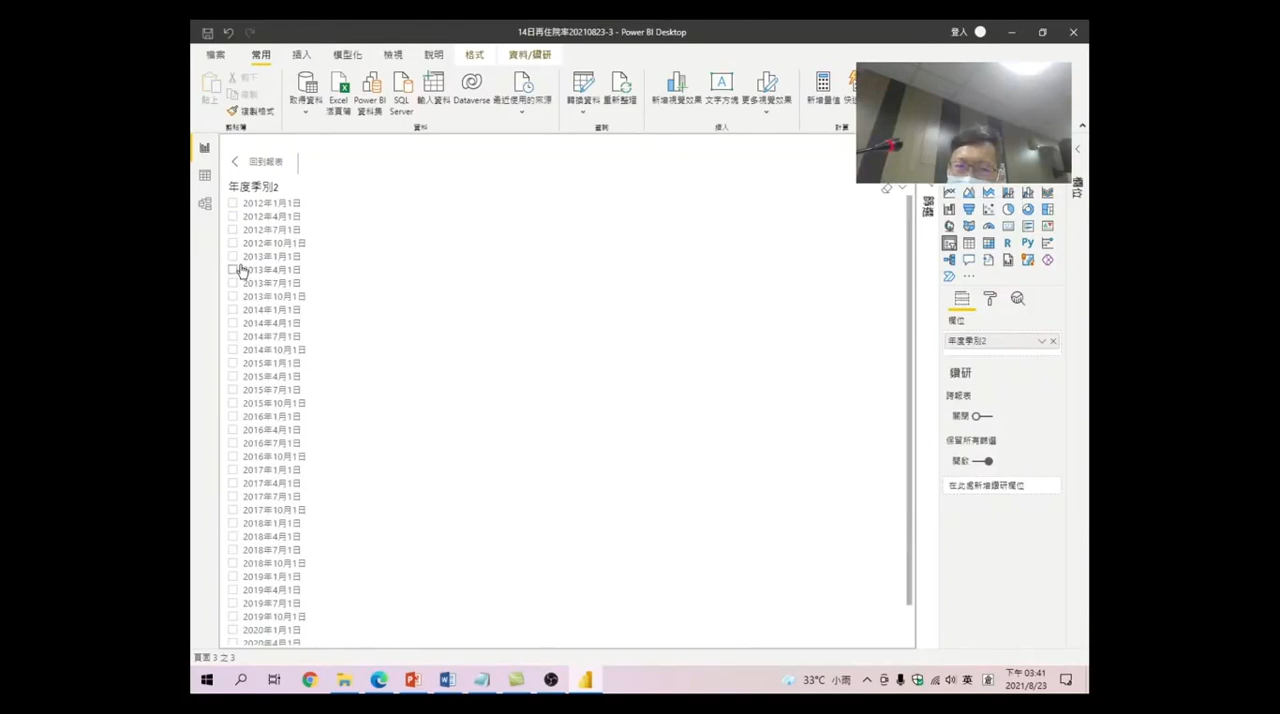 14日再住院率20210823-3 - Power BI Desktop
登入
檔案 常用 插入 模型化 檢視 說明 格式 資料/鑽研
貼上 剪下 複製 複製格式
取得資料 Excel 活頁簿 Power BI 資料集 SQL Server 輸入資料 Dataverse 最近使用的來源
轉換資料 重新整理
新增視覺效果 文字方塊 更多視覺效果
新增量值
剪貼簿 資料 查詢 插入 計算
回到報表
年度季別2
2012年1月1日
2012年4月1日
2012年7月1日
2012年10月1日
2013年1月1日
2013年4月1日
2013年7月1日
2013年10月1日
2014年1月1日
2014年4月1日
2014年7月1日
2014年10月1日
2015年1月1日
2015年4月1日
2015年7月1日
2015年10月1日
2016年1月1日
2016年4月1日
2016年7月1日
2016年10月1日
2017年1月1日
2017年4月1日
2017年7月1日
2017年10月1日
2018年1月1日
2018年4月1日
2018年7月1日
2018年10月1日
2019年1月1日
2019年4月1日
2019年7月1日
2019年10月1日
2020年1月1日
2020年4月1日
篩選
欄位
R Py
欄位
年度季別2
鑽研
跨報表
關閉
保留所有篩選
開啟
在此處新增鑽研欄位
頁面 3 之 3
33°C 小雨
英
下午 03:41
2021/8/23